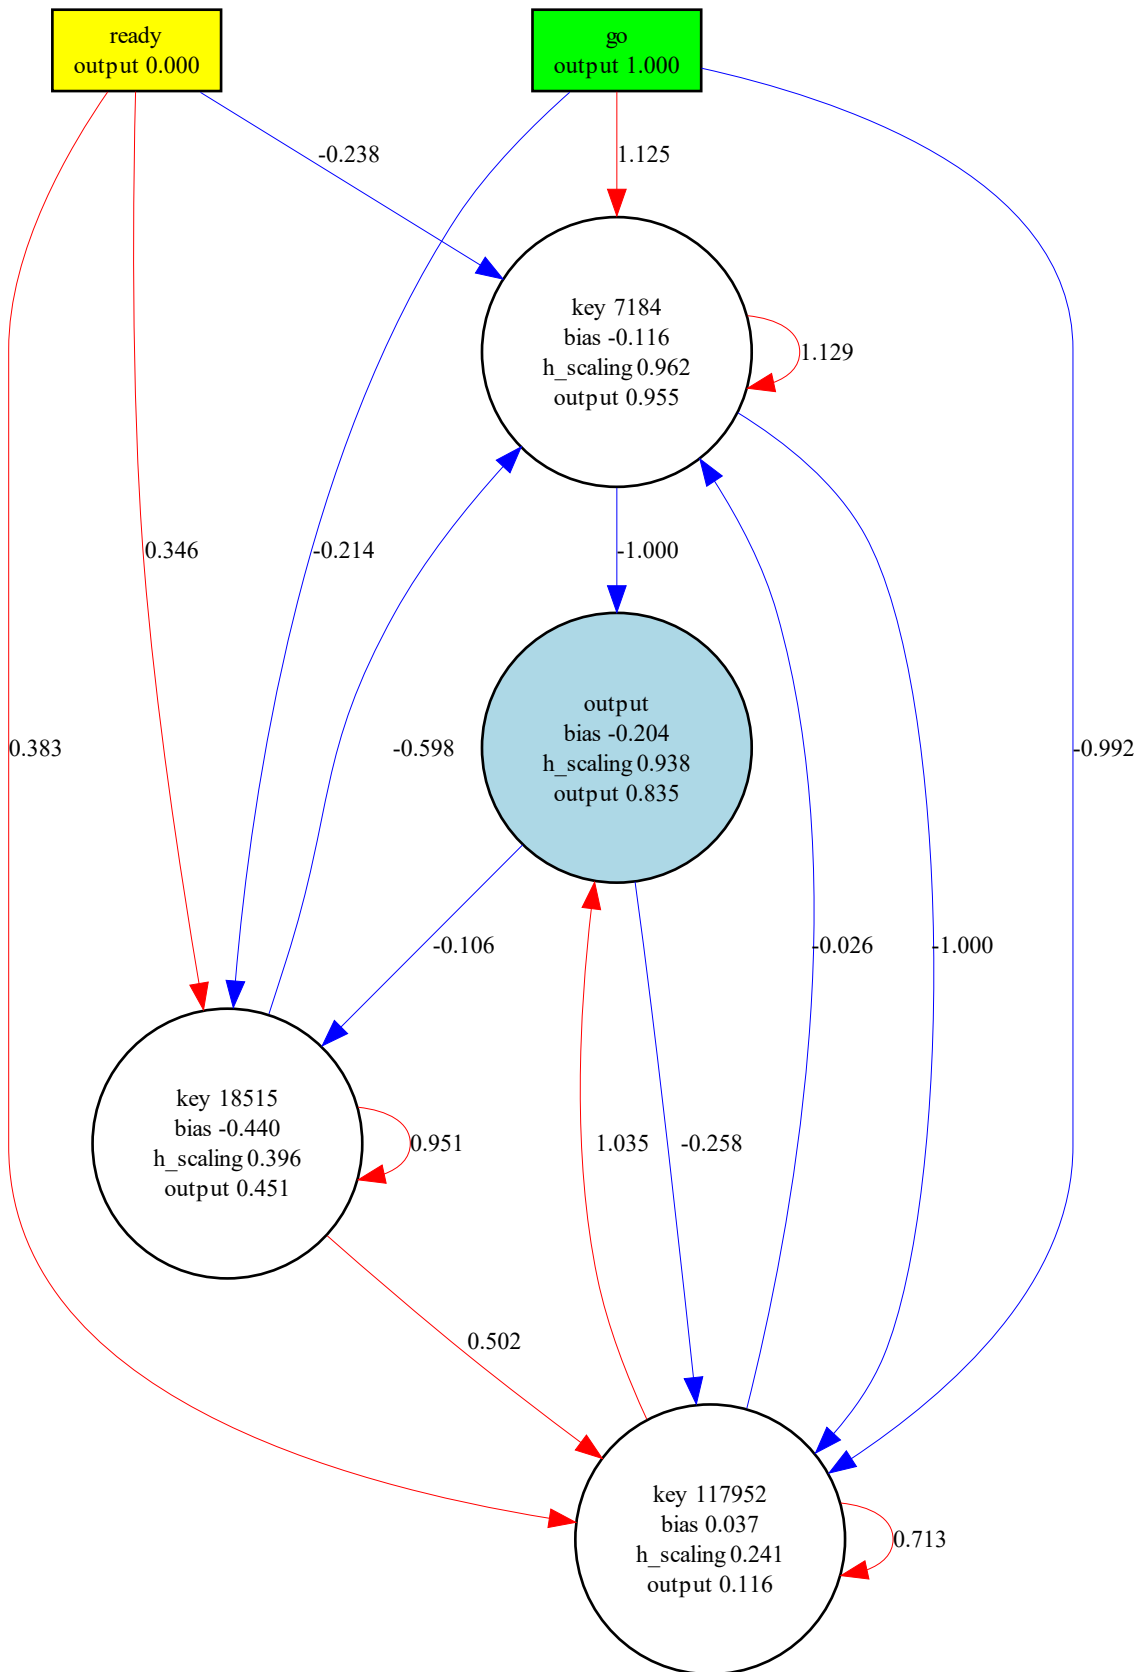 ready
output 0.000
go
output 1.000
-0.238
1.125
key 7184
bias -0.116
h_scaling 0.962
output 0.955
1.129
0.346
-0.214
-1.000
output
bias -0.204
h_scaling 0.938
output 0.835
0.383
-0.598
-0.992
-0.106
-0.026
-1.000
key 18515
bias -0.440
h_scaling 0.396
output 0.451
0.951
1.035
-0.258
0.502
key 117952
bias 0.037
h_scaling 0.241
output 0.116
0.713